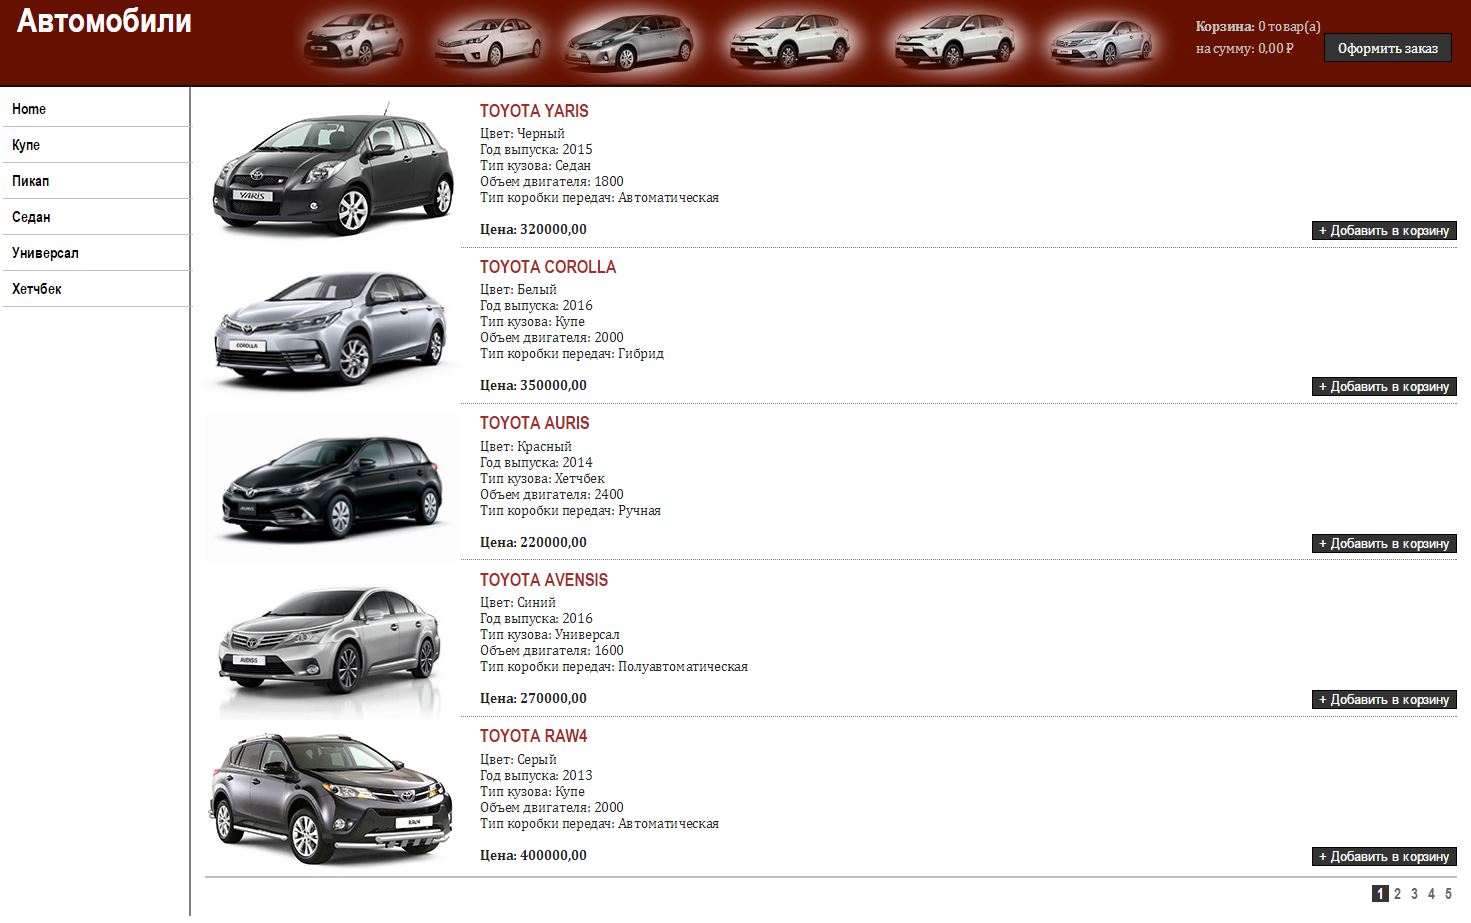 Автомобили
Корзина: 0 товар(а)
на сумму: 0,00 ₽
Оформить заказ
Home
Купе
Пикап
Седан
Универсал
Хетчбек
YARIS
TOYOTA YARIS
Цвет: Черный
Год выпуска: 2015
Тип кузова: Седан
Объем двигателя: 1800
Тип коробки передач: Автоматическая
Цена: 320000,00
+ Добавить в корзину
COROLLA
TOYOTA COROLLA
Цвет: Белый
Год выпуска: 2016
Тип кузова: Купе
Объем двигателя: 2000
Тип коробки передач: Гибрид
Цена: 350000,00
+ Добавить в корзину
AURIS
TOYOTA AURIS
Цвет: Красный
Год выпуска: 2014
Тип кузова: Хетчбек
Объем двигателя: 2400
Тип коробки передач: Ручная
Цена: 220000,00
+ Добавить в корзину
AVENSIS
TOYOTA AVENSIS
Цвет: Синий
Год выпуска: 2016
Тип кузова: Универсал
Объем двигателя: 1600
Тип коробки передач: Полуавтоматическая
Цена: 270000,00
+ Добавить в корзину
RAV4
TOYOTA RAW4
Цвет: Серый
Год выпуска: 2013
Тип кузова: Купе
Объем двигателя: 2000
Тип коробки передач: Автоматическая
Цена: 400000,00
+ Добавить в корзину
1 2 3 4 5